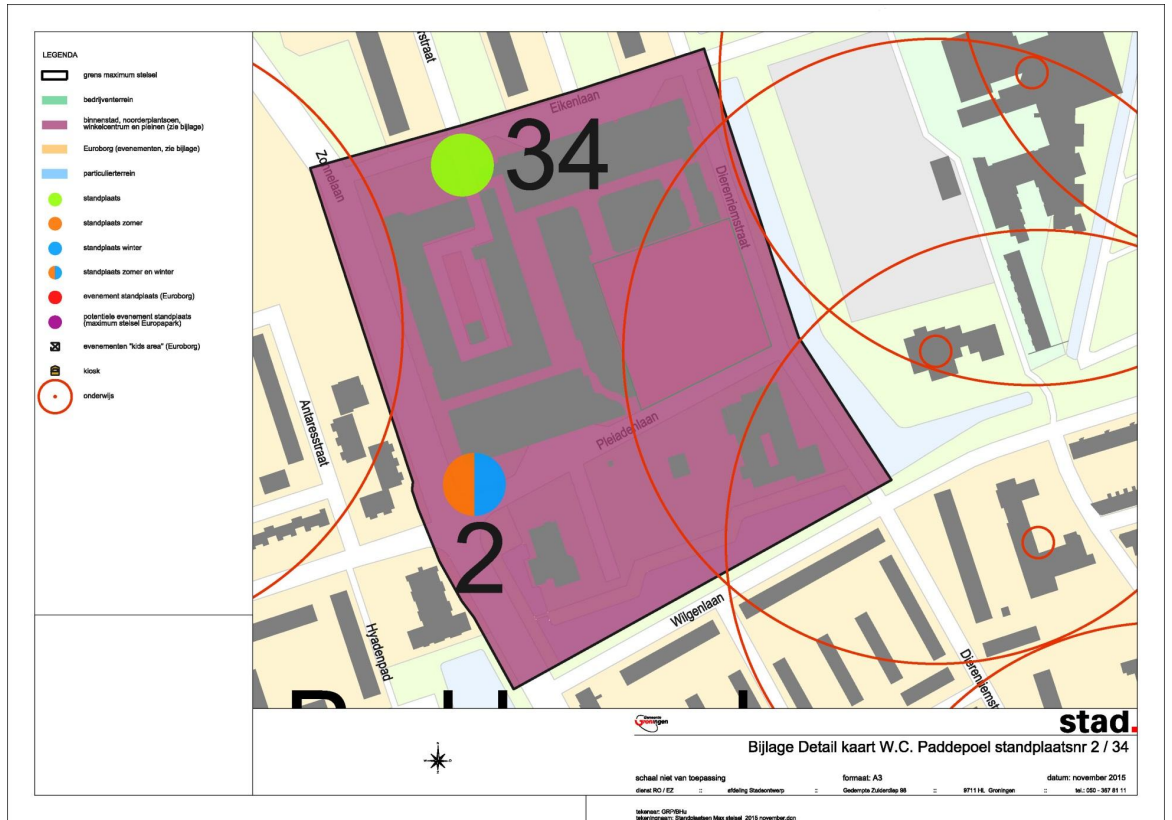 LEGENDA
grens maximum stelsel
bedrijventerrein
binnenstad, noorderplantsoen,
winkelcentrum en pleinen (zie bijlage)
Euroborg (evenementen, zie bijlage)
particulierterrein
standplaats
standplaats zomer
standplaats winter
standplaats zomer en winter
evenement standplaats (Euroborg)
potentiele evenement standplaats
(maximum stelsel Europapark)
evenementen "kids area" (Euroborg)
kiosk
onderwijs
Eikenlaan
34
Zonnelaan
Dierenriemstraat
Antaresstraat
Pleiadenlaan
2
Wilgenlaan
Hyadenpad
Dierenriemst
Gemeente
Groningen
stad.
Bijlage Detail kaart W.C. Paddepoel standplaatsnr 2 / 34
schaal niet van toepassing formaat: A3 datum: november 2015
dienst RO / EZ :: afdeling Stadsontwerp :: Gedempte Zuiderdiep 98 :: 9711 HL Groningen :: tel.: 050 - 367 81 11
tekenaar: GRP/BHu
tekeningnaam: Standplaatsen Max stelsel 2015 november.dgn